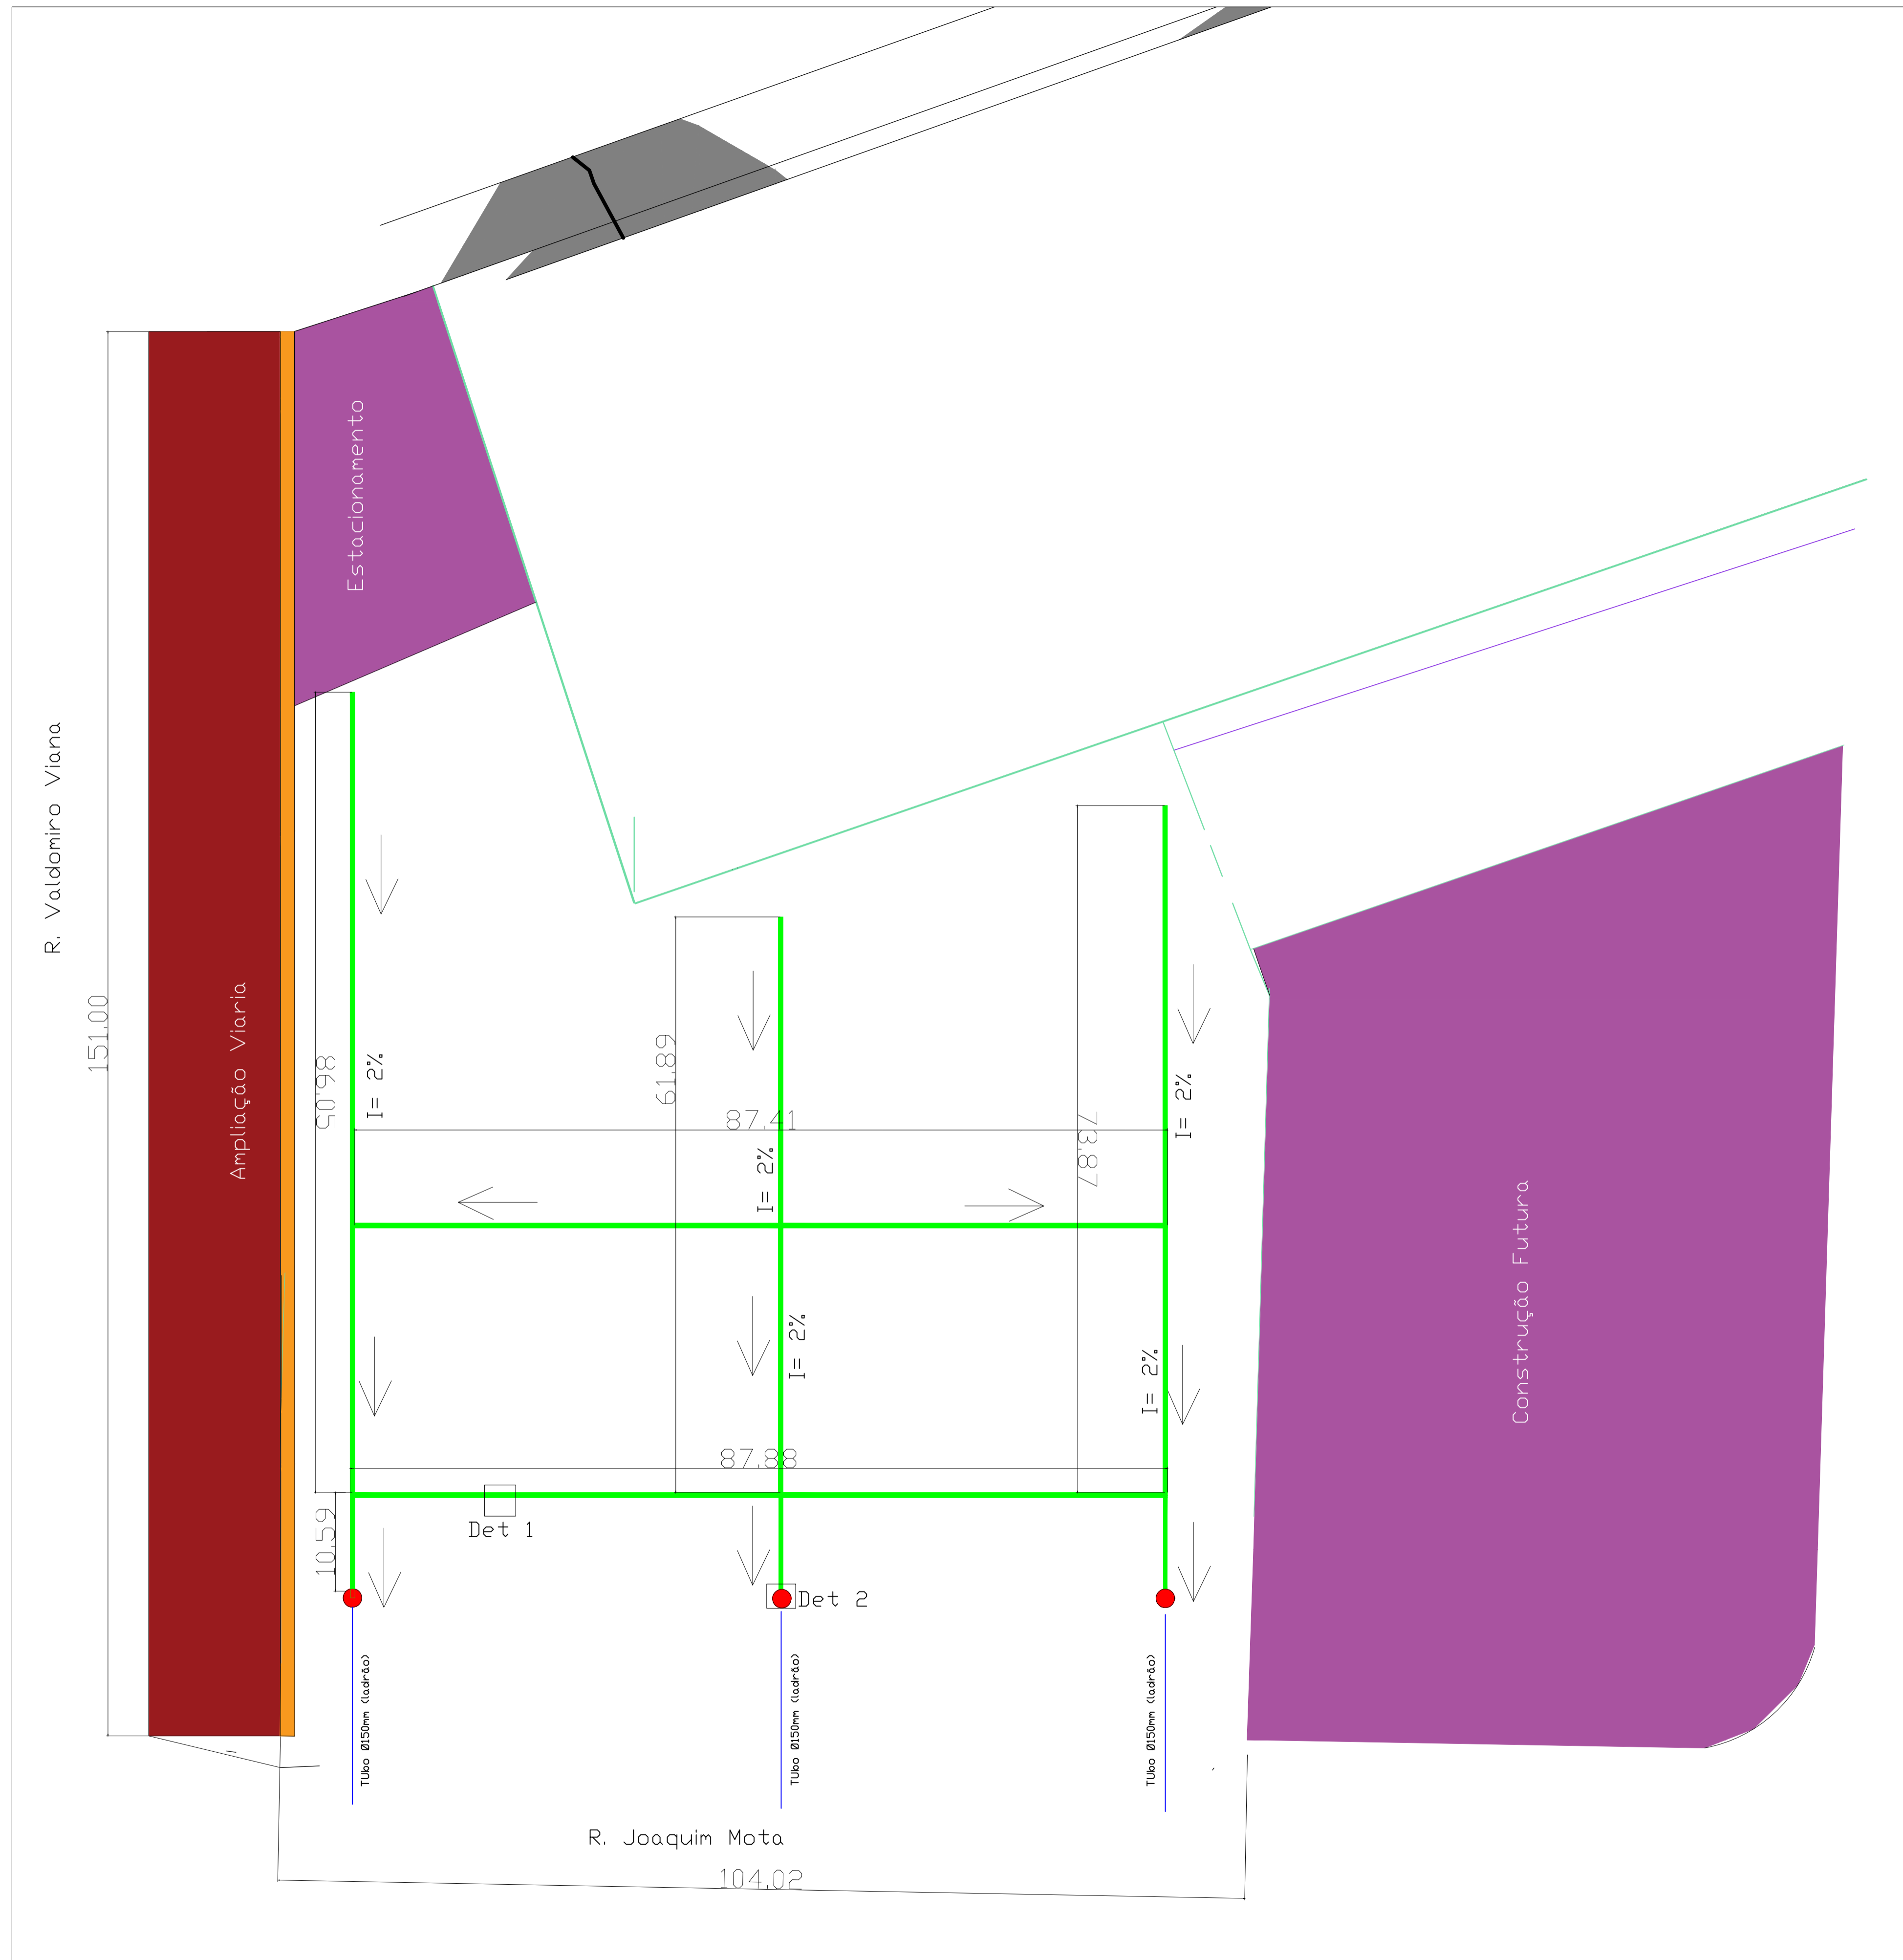 Estacionamento
R. Valdomiro Viana
151.00
Ampliação Viaria
86.05
I= 2%
61.89
87.41
I= 2%
73.87
I= 2%
Construção Futura
I= 2%
I= 2%
87.88
10.59
Det 1
Det 2
TUbo Ø150mm (ladrão)
TUbo Ø150mm (ladrão)
TUbo Ø150mm (ladrão)
R. Joaquim Mota
104.02